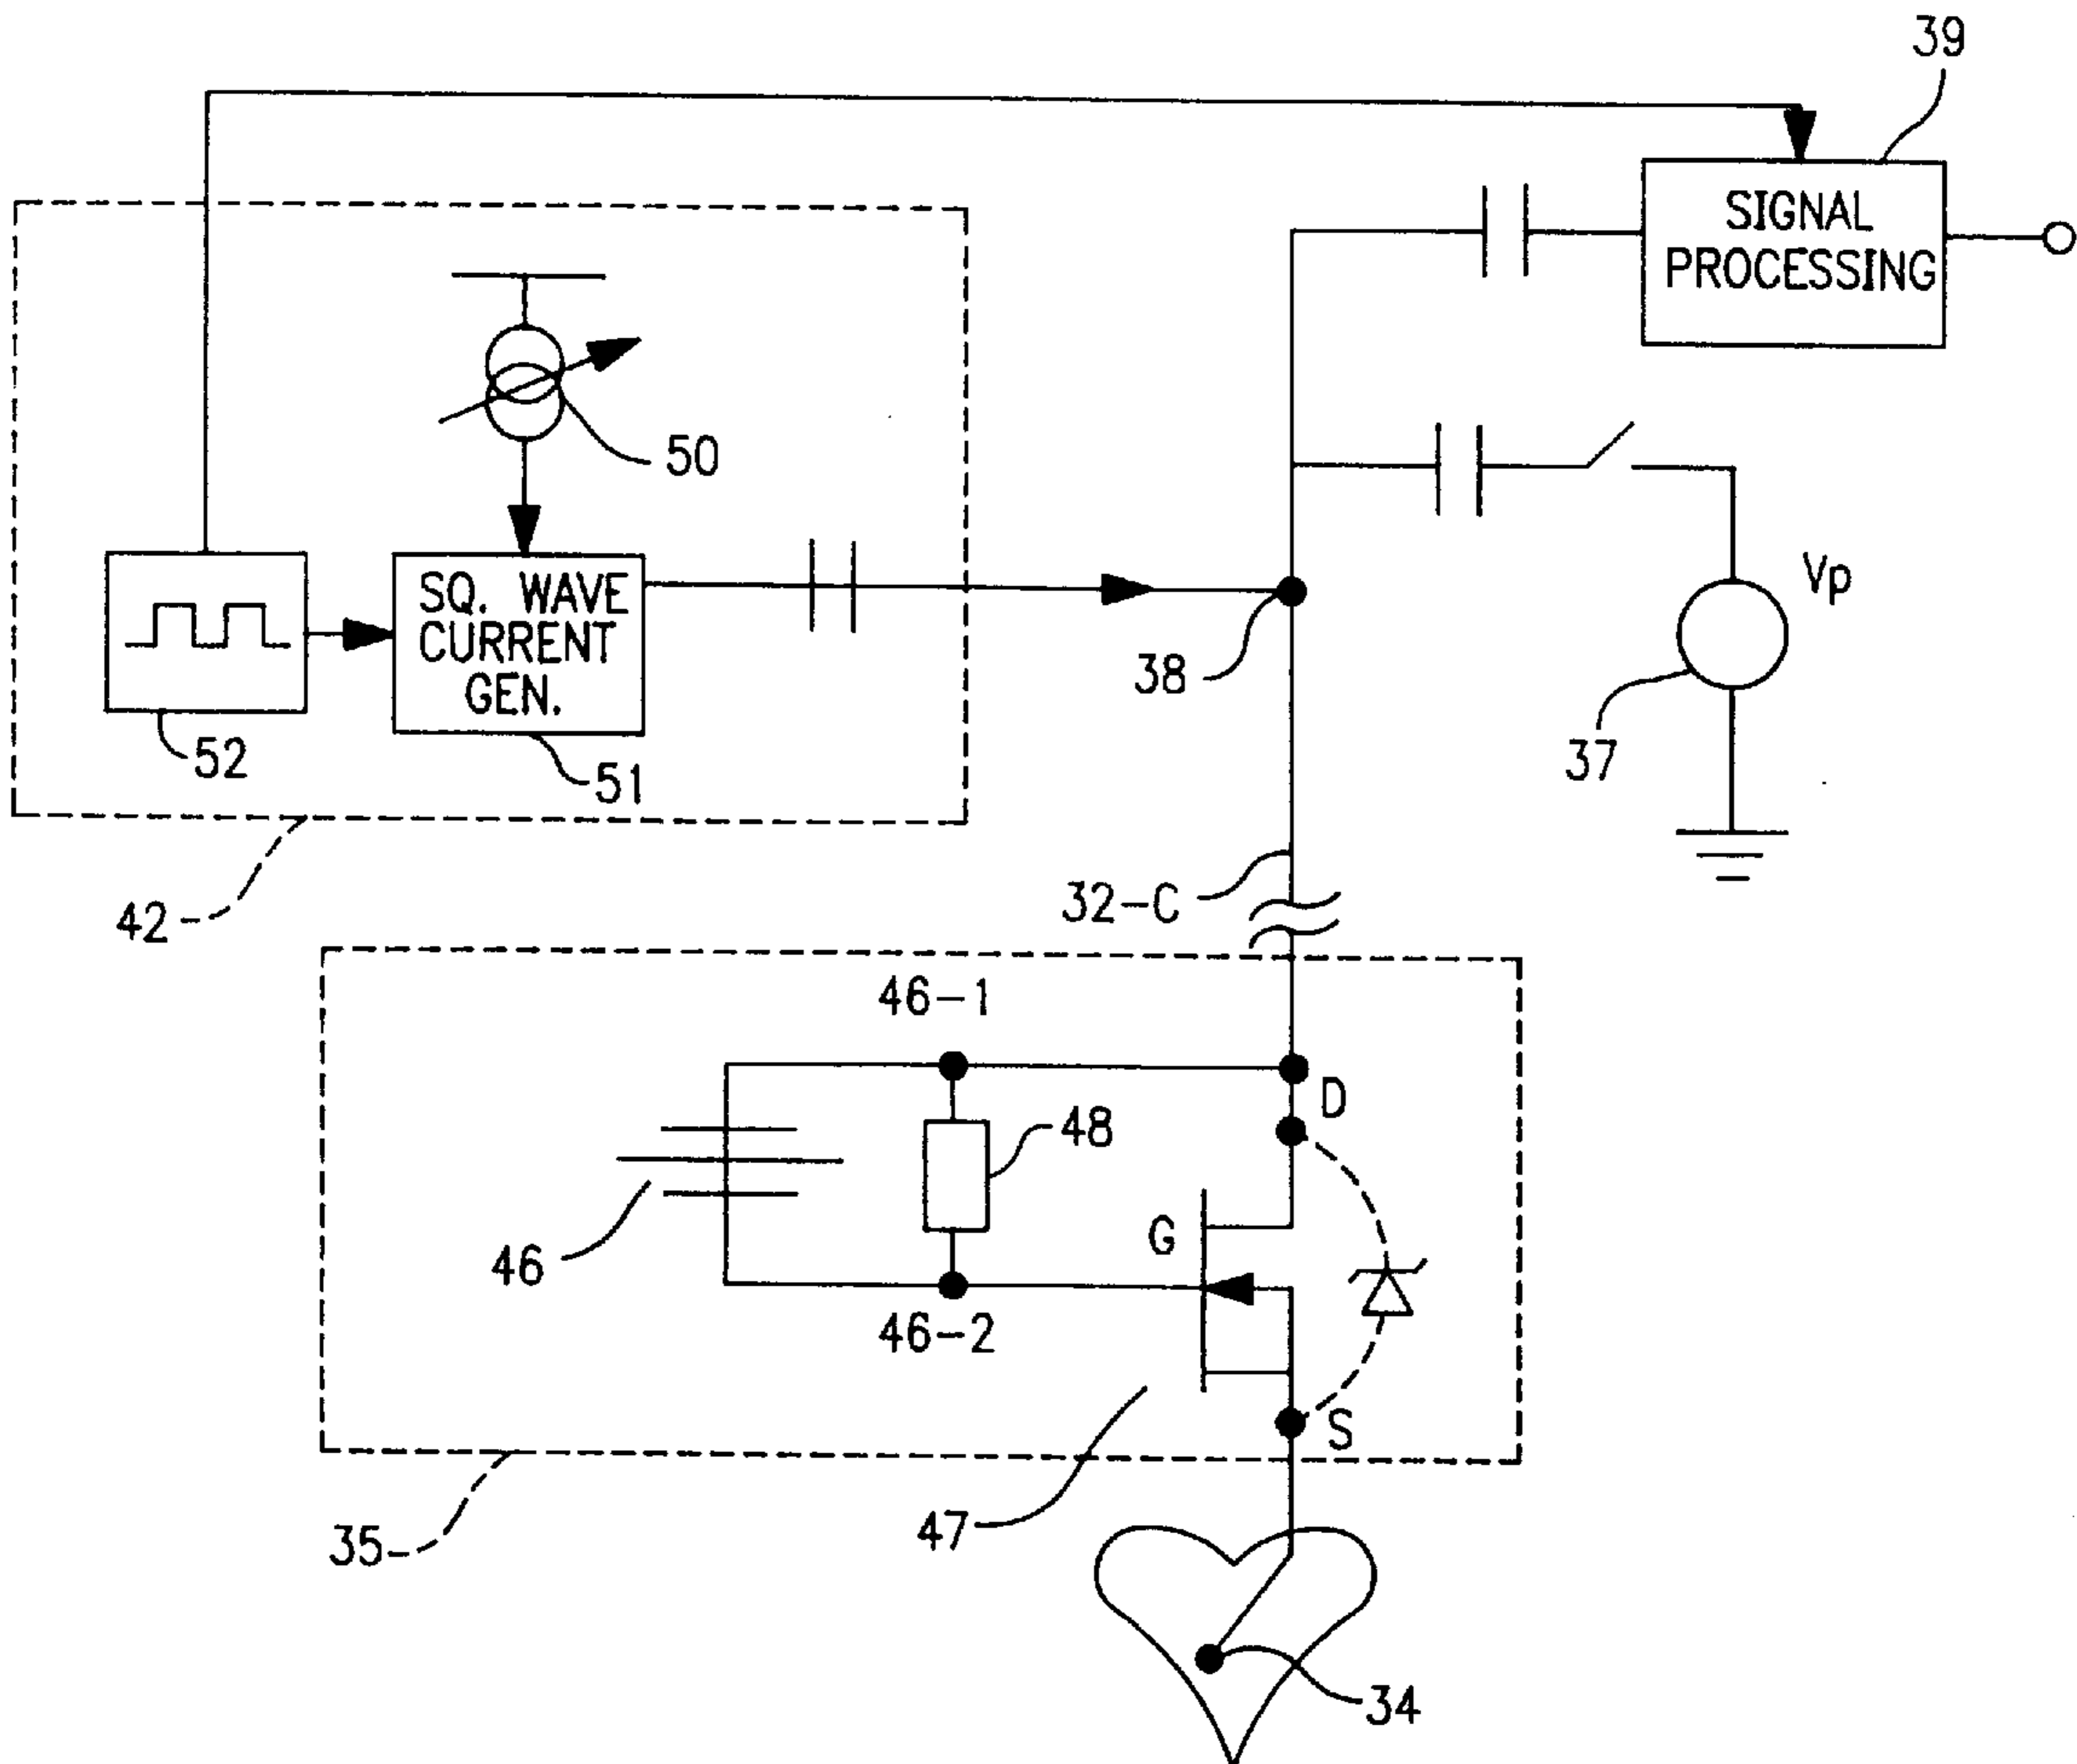 39
SIGNAL
PROCESSING
50
SQ. WAVE
CURRENT
GEN.
Vp
38
52
51
37
42
32-C
46-1
D
48
G
46
46-2
S
47
35
34